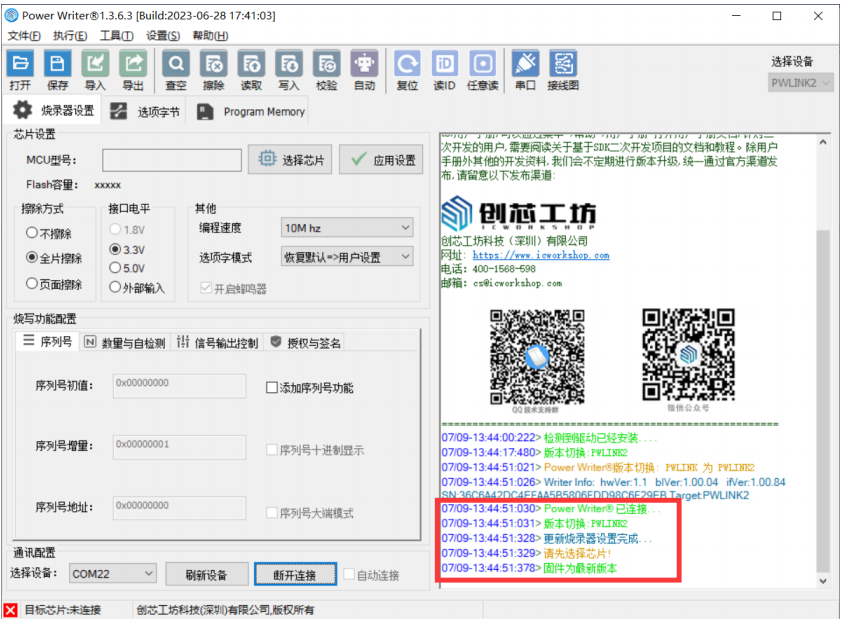 Power Writer®1.3.6.3 [Build:2023-06-28 17:41:03]
文件(F) 执行(E) 工具(T) 设置(S) 帮助(H)
打开 保存 导入 导出 查空 擦除 读取 写入 校验 自动 复位 读ID 任意读 串口 接线图
选择设备
PWLINK2
烧录器设置 选项字节 Program Memory
芯片设置
MCU型号: 选择芯片 应用设置
Flash容量: xxxxx
擦除方式
不擦除
全片擦除
页面擦除
接口电平
1.8V
3.3V
5.0V
外部输入
其他
编程速度 10M hz
选项字模式 恢复默认=>用户设置
开启蜂鸣器
烧写功能配置
序列号 数量与自检测 信号输出控制 授权与签名
序列号初值: 0x00000000 添加序列号功能
序列号增量: 0x00000001 序列号十进制显示
序列号地址: 0x00000000 序列号大端模式
通讯配置
选择设备: COM22 刷新设备 断开连接 自动连接
目标芯片:未连接 创芯工坊科技(深圳)有限公司,版权所有
次开发的用户,需要阅读关于基于SDK二次开发项目的文档和教程。除用户
手册外其他的开发资料,我们会不定期进行版本升级,统一通过官方渠道发
布,请留意以下发布渠道:
创芯工坊
ICWORKSHOP
创芯工坊科技（深圳）有限公司
网址: https://www.icworkshop.com
电话: 400-1568-598
邮箱: cs@icworkshop.com
QQ 技术支持群 微信公众号
========================================================
07/09-13:44:00:222> 检测到驱动已经安装....
07/09-13:44:17:480> 版本切换:PWLINK2
07/09-13:44:51:021> Power Writer®版本切换: PWLINK 为 PWLINK2
07/09-13:44:51:026> Writer Info: hwVer:1.1 blVer:1.00.04 ifVer:1.00.84
SN:36C6A42DC4EFAA5B5806FDD98C6F29FB Target:PWLINK2
07/09-13:44:51:030> Power Writer® 已连接...
07/09-13:44:51:031> 版本切换:PWLINK2
07/09-13:44:51:328> 更新烧录器设置完成...
07/09-13:44:51:329> 请先选择芯片!
07/09-13:44:51:378> 固件为最新版本